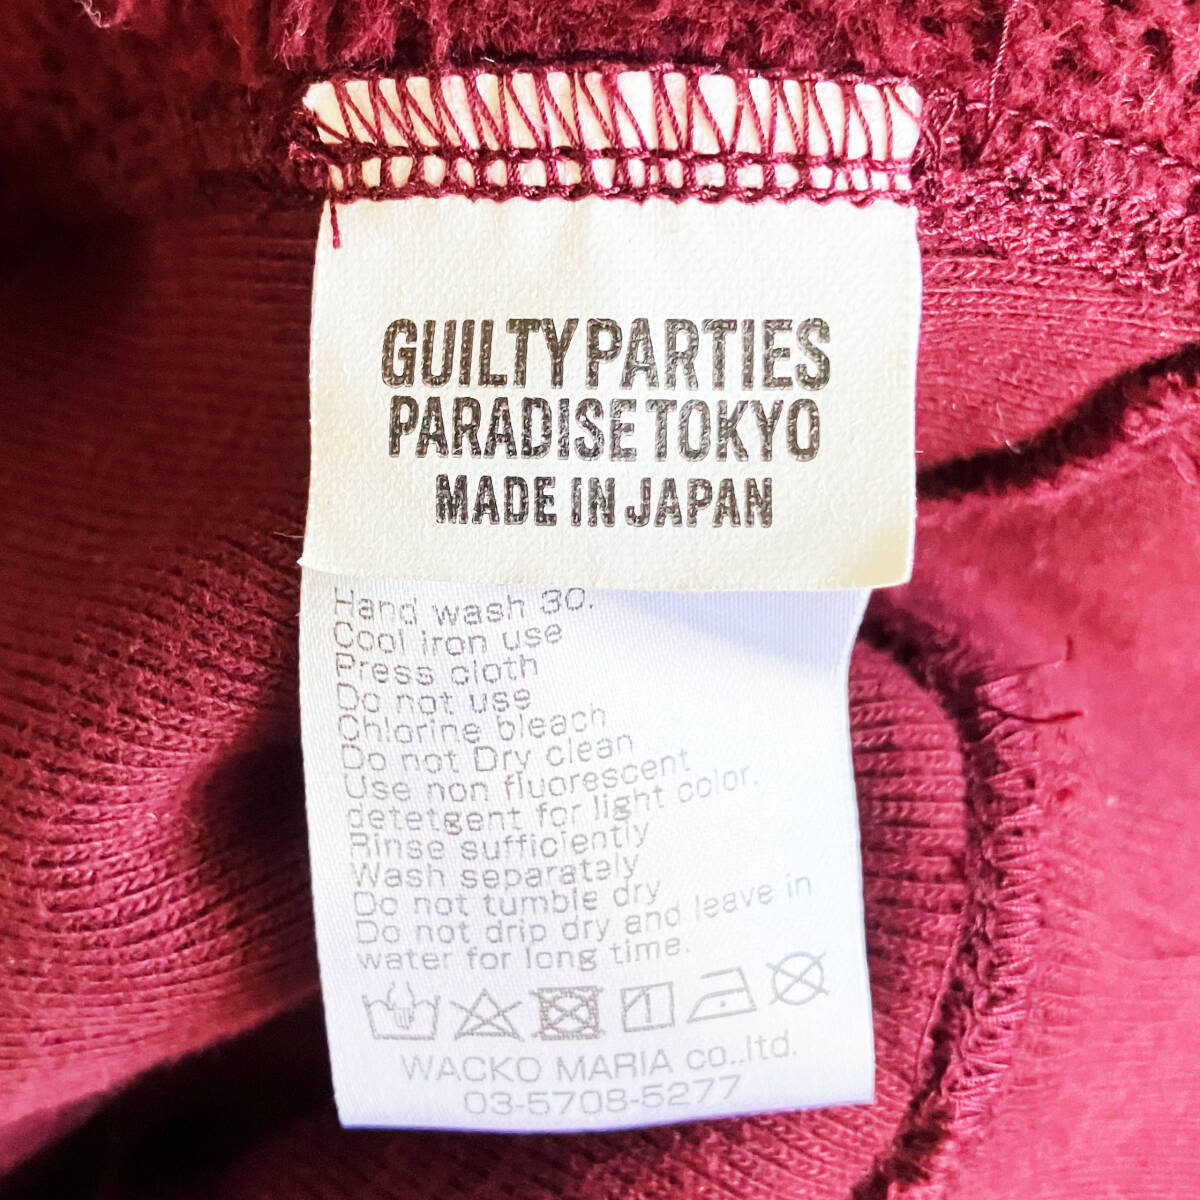 GUILTY PARTIES
PARADISE TOKYO
MADE IN JAPAN
Hand wash 30.
Cool iron use
Press cloth
Do not use
Chlorine bleach
Do not Dry clean
Use non fluorescent
detetgent for light color.
Rinse sufficiently
Wash separately
Do not tumble dry
Do not drip dry and leave in
water for long time.
WACKO MARIA co.,ltd.
03-5708-5277